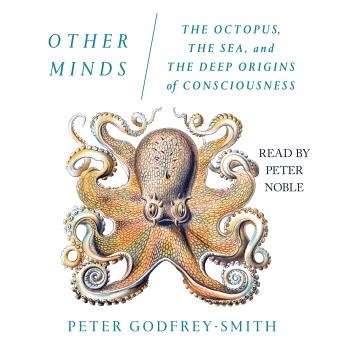 OTHER
MINDS
THE OCTOPUS,
THE SEA, and
THE DEEP ORIGINS
of CONSCIOUSNESS
READ BY
PETER
NOBLE
PETER GODFREY-SMITH